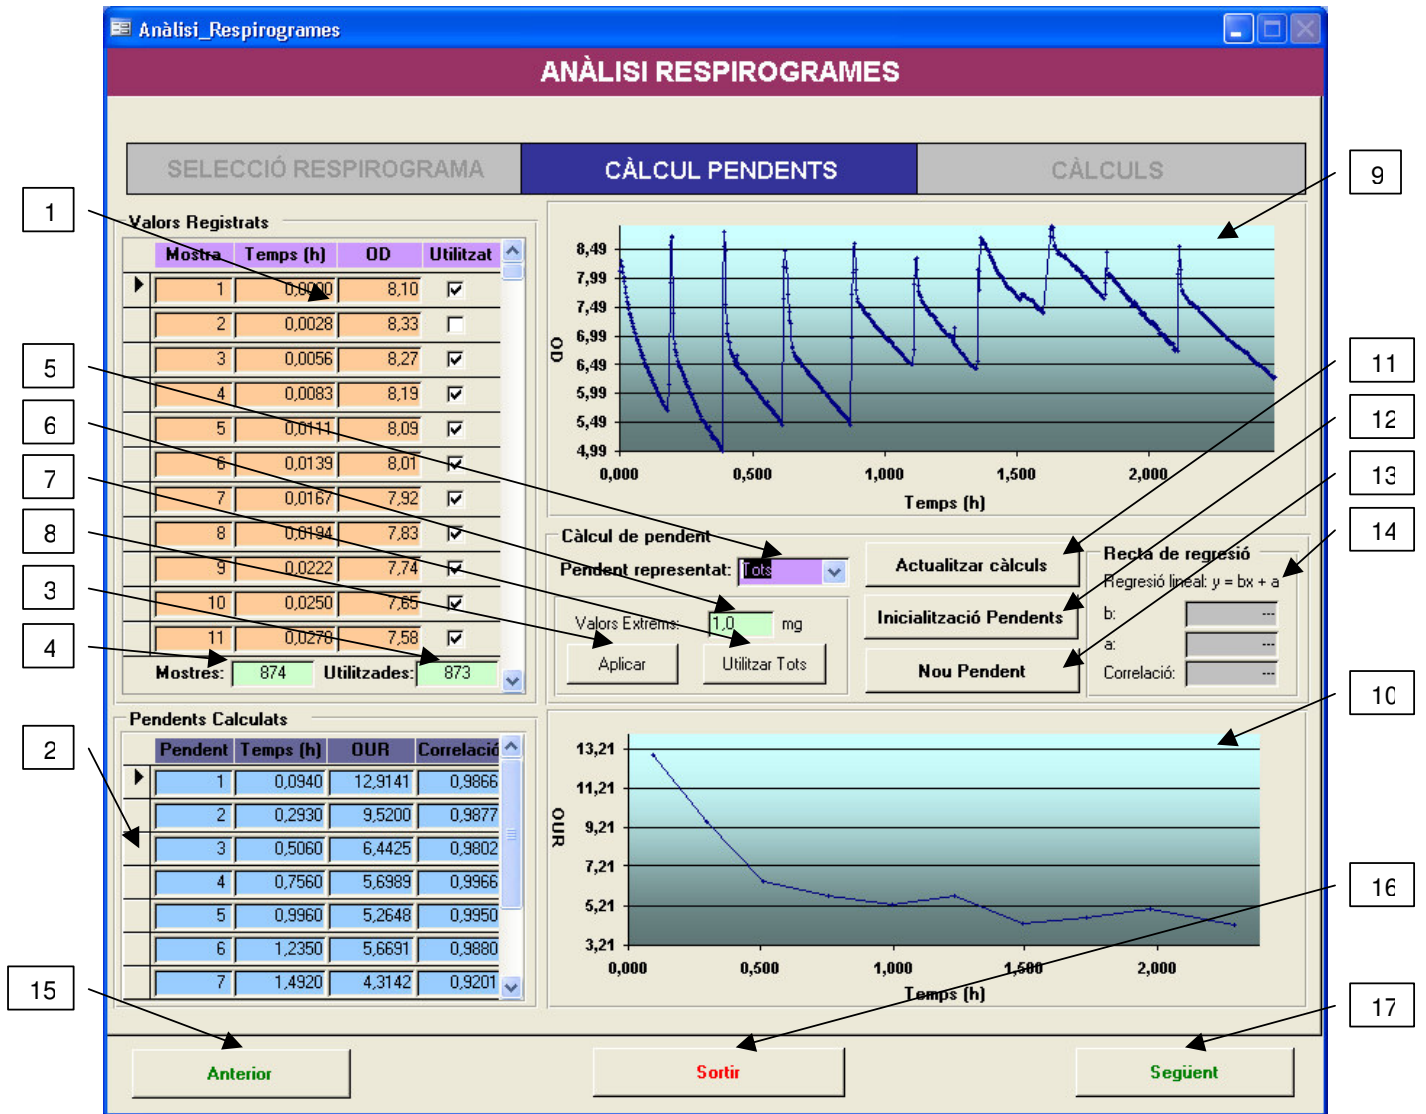 Anàlisi_Respirogrames
ANÀLISI RESPIROGRAMES
SELECCIÓ RESPIROGRAMA CÀLCUL PENDENTS CÀLCULS
Valors Registrats
Mostra Temps (h) OD Utilitzat
1 0,0000 8,10
2 0,0028 8,33
3 0,0056 8,27
4 0,0083 8,19
5 0,0111 8,09
6 0,0139 8,01
7 0,0167 7,92
8 0,0194 7,83
9 0,0222 7,74
10 0,0250 7,65
11 0,0278 7,58
Mostres: 874 Utilitzades: 873
Pendents Calculats
Pendent Temps (h) OUR Correlació
1 0,0940 12,9141 0,9866
2 0,2930 9,5200 0,9877
3 0,5060 6,4425 0,9802
4 0,7560 5,6989 0,9966
5 0,9960 5,2648 0,9950
6 1,2350 5,6691 0,9880
7 1,4920 4,3142 0,9201
OD
8,49
7,99
7,49
6,99
6,49
5,99
5,49
4,99
0,000 0,500 1,000 1,500 2,000
Temps (h)
Càlcul de pendent
Pendent representat: Tots
Valors Extrems: 1,0 mg
Aplicar Utilitzar Tots
Actualitzar càlculs
Inicialització Pendents
Nou Pendent
Recta de regresió
Regresió lineal: y = bx + a
b: ---
a: ---
Correlació: ---
OUR
13,21
11,21
9,21
7,21
5,21
3,21
0,000 0,500 1,000 1,500 2,000
Temps (h)
Anterior Sortir Següent
1
5
6
7
8
3
4
2
15
9
11
12
13
14
10
16
17